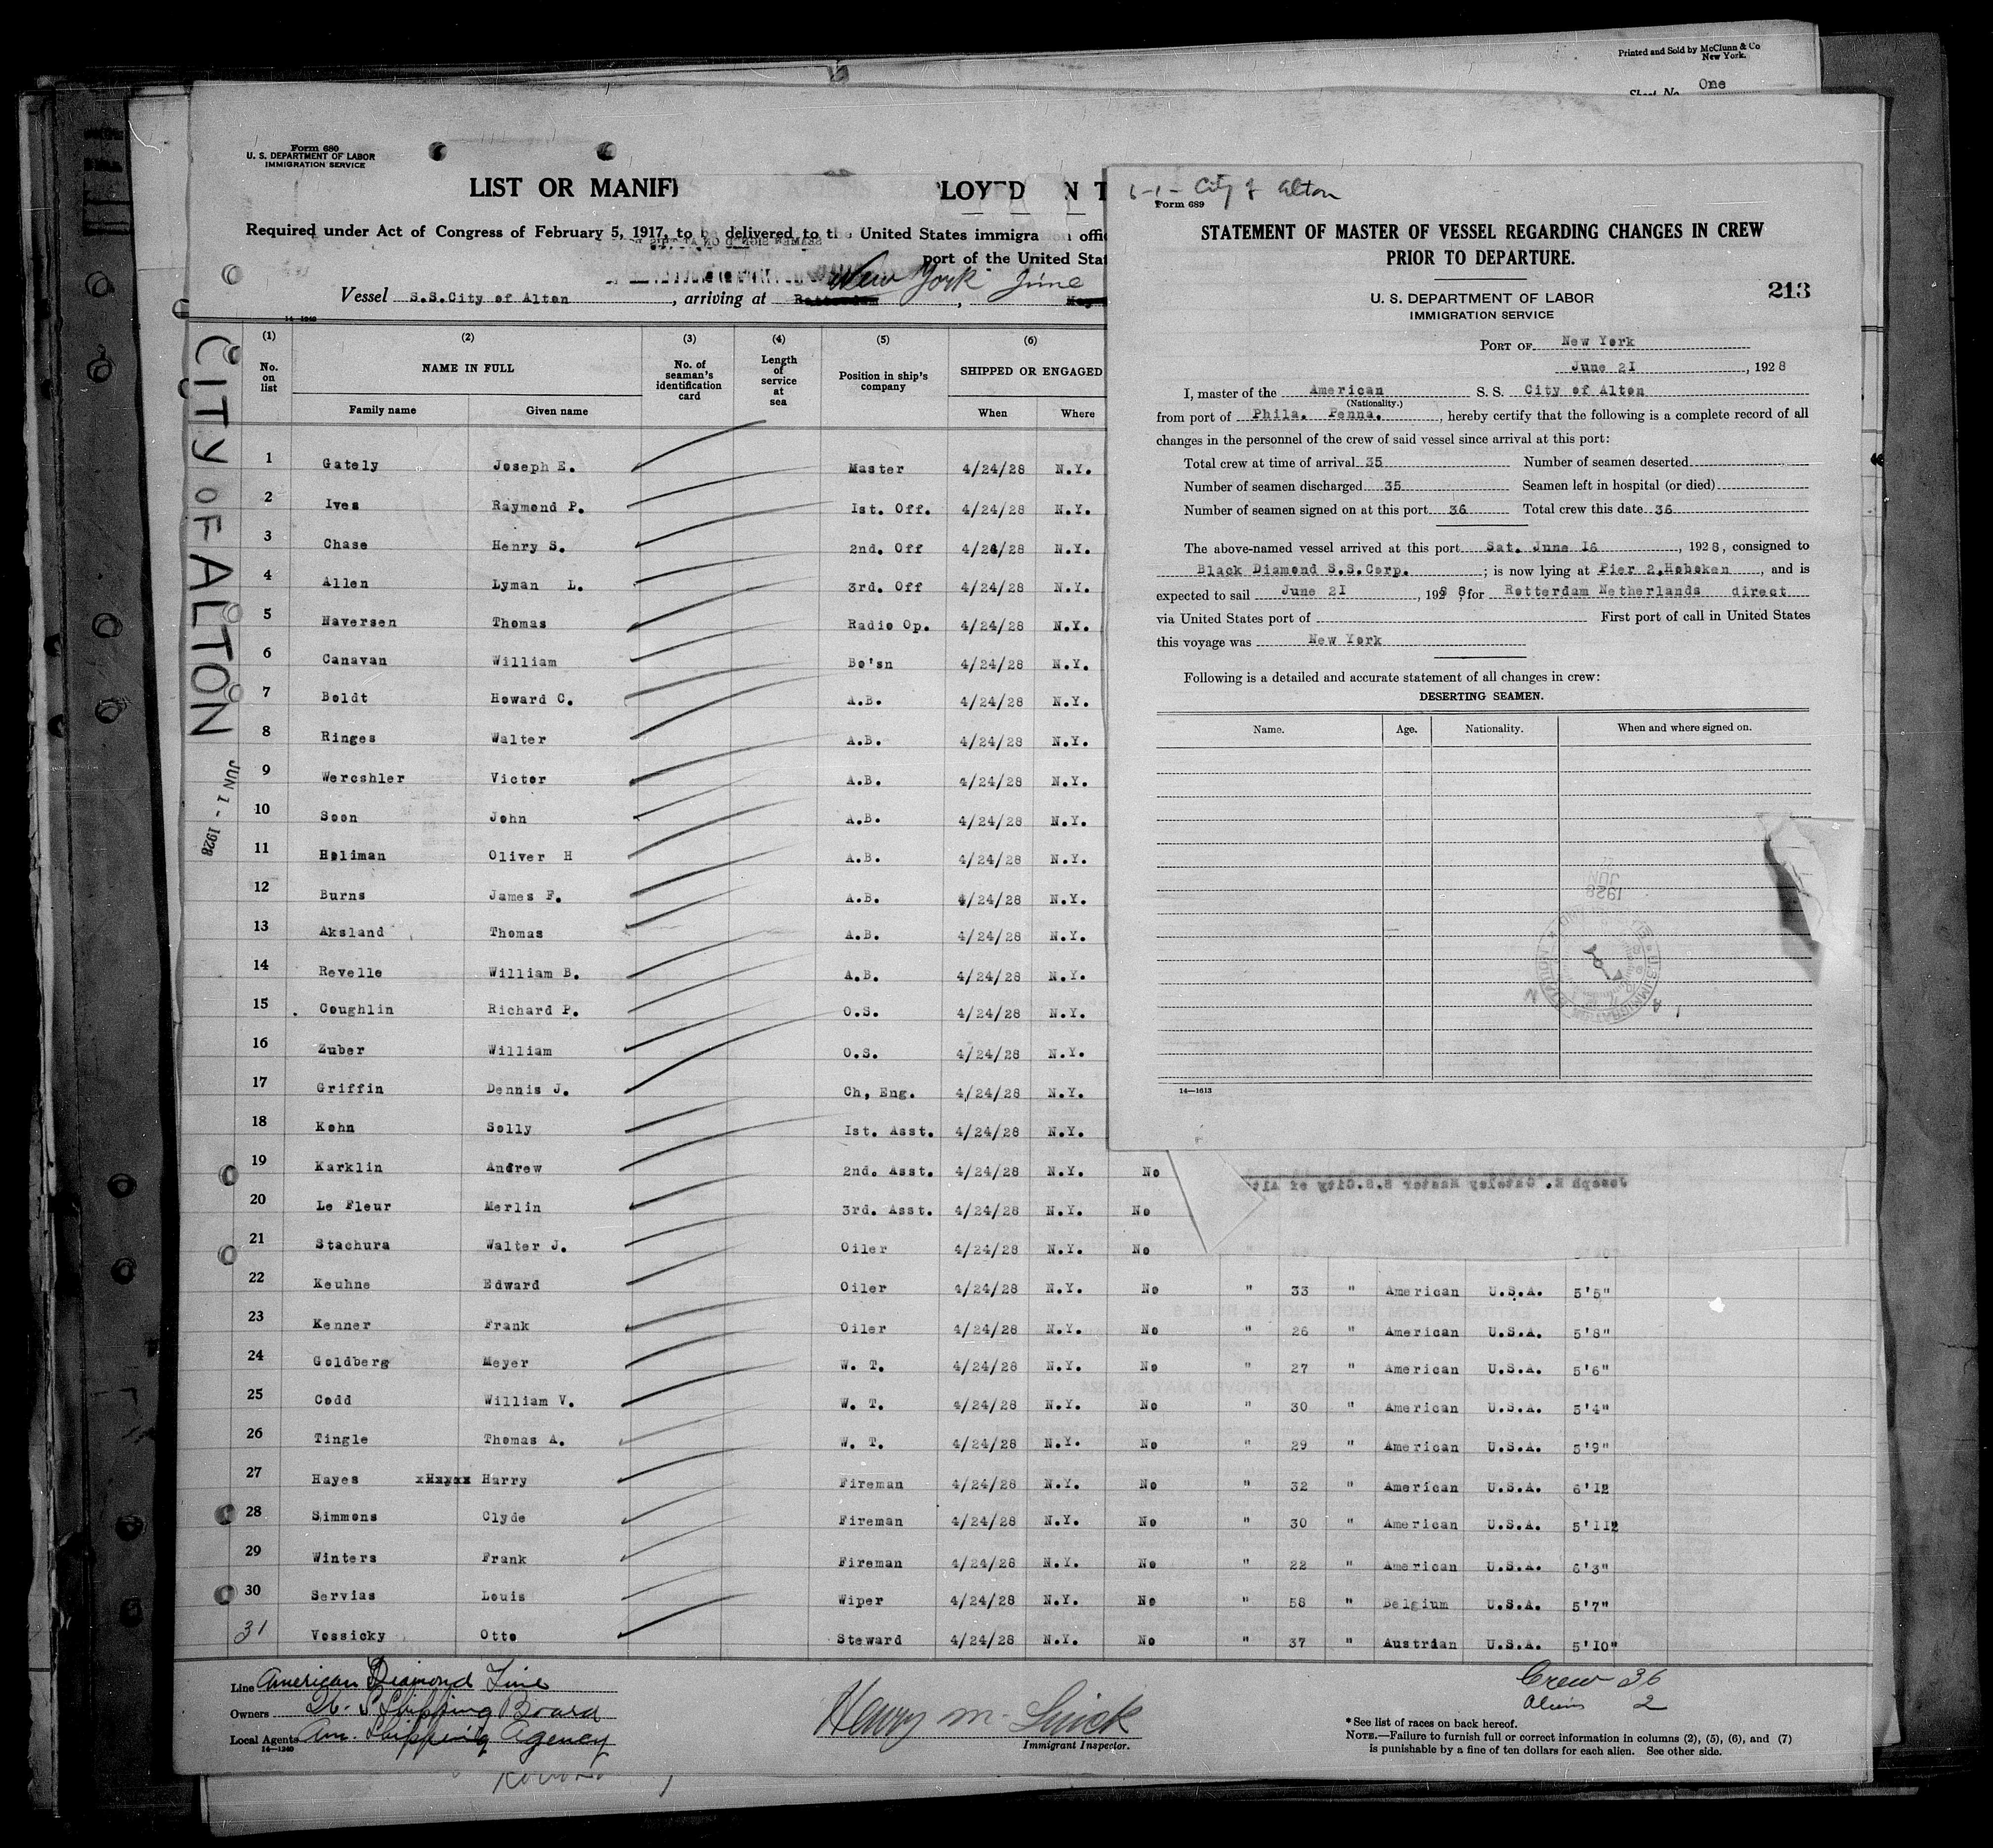 Printed and Sold by McClunn & Co
New York.
Sheet No. One
Form 680
U. S. DEPARTMENT OF LABOR
IMMIGRATION SERVICE
LIST OR MANIF
LOYED
N T
Required under Act of Congress of February 5, 1917, to be delivered to the United States immigra offic
port of the United Sta
New York June
Vessel S.S.City of Alton, arriving at Rotterdam,
14-1240
CITY OF ALTON
JUN 1 - 1928
(1) (2) (3) (4) (5) (6)
No. on list
NAME IN FULL
Family name Given name
No. of seaman's identification card
Length of service at sea
Position in ship's company
SHIPPED OR ENGAGED
When Where
1 Gately Joseph E. Master 4/24/28 N.Y.
2 Ives Raymond P. Ist. Off. 4/24/28 N.Y.
3 Chase Henry S. 2nd. Off 4/24/28 N.Y.
4 Allen Lyman L. 3rd. Off 4/24/28 N.Y.
5 Naversen Thomas Radio Op. 4/24/28 N.Y.
6 Canavan William Bo'sn 4/24/28 N.Y.
7 Boldt Howard C. A.B. 4/24/28 N.Y.
8 Ringes Walter A.B. 4/24/28 N.Y.
9 Wercshler Victor A.B. 4/24/28 N.Y.
10 Soon John A.B. 4/24/28 N.Y.
11 Holiman Oliver H A.B. 4/24/28 N.Y.
12 Burns James F. A.B. 4/24/28 N.Y.
13 Aksland Thomas A.B. 4/24/28 N.Y.
14 Revelle William B. A.B. 4/24/28 N.Y.
15 Coughlin Richard P. O.S. 4/24/28 N.Y.
16 Zuber William O.S. 4/24/28 N.Y.
17 Griffin Dennis J. Ch, Eng. 4/24/28 N.Y.
18 Kohn Solly Ist. Asst. 4/24/28 N.Y.
19 Karklin Andrew 2nd. Asst. 4/24/28 N.Y. No
20 Le Fleur Merlin 3rd. Asst. 4/24/28 N.Y. No
21 Stachura Walter J. Oiler 4/24/28 N.Y. No
22 Keuhne Edward Oiler 4/24/28 N.Y. No " 33 " American U.S.A. 5'5"
23 Kenner Frank Oiler 4/24/28 N.Y. No " 26 " American U.S.A. 5'8"
24 Goldberg Meyer W. T. 4/24/28 N.Y. No " 27 " American U.S.A. 5'6"
25 Codd William V. W. T. 4/24/28 N.Y. No " 30 " American U.S.A. 5'4"
26 Tingle Thomas A. W. T. 4/24/28 N.Y. No " 29 " American U.S.A. 5'9"
27 Hayes xHxyxx Harry Fireman 4/24/28 N.Y. No " 32 " American U.S.A. 6'12
28 Simmons Clyde Fireman 4/24/28 N.Y. No " 30 " American U.S.A. 5'112
29 Winters Frank Fireman 4/24/28 N.Y. No " 22 " American U.S.A. 6'3"
30 Servias Louis Wiper 4/24/28 N.Y. No " 58 " Belgium U.S.A. 5'7"
31 Vossicky Otto Steward 4/24/28 N.Y. No " 37 " Austrian U.S.A. 5'10"
Line American Diamond Line
Owners U. S Shipping Board
Local Agents Am. Shipping Agency
14-1240
Henry M. Quick
Immigrant Inspector.
Crew 36
Aliens 2
*See list of races on back hereof.
NOTE.—Failure to furnish full or correct information in columns (2), (5), (6), and (7)
is punishable by a fine of ten dollars for each alien. See other side.
6-1- City of Alton
Form 689
STATEMENT OF MASTER OF VESSEL REGARDING CHANGES IN CREW
PRIOR TO DEPARTURE.
U. S. DEPARTMENT OF LABOR
IMMIGRATION SERVICE
213
PORT OF New York
June 21, 1928
I, master of the American S. S. City of Alton
(Nationality.)
from port of Phila. Penna., hereby certify that the following is a complete record of all
changes in the personnel of the crew of said vessel since arrival at this port:
Total crew at time of arrival 35 Number of seamen deserted
Number of seamen discharged 35 Seamen left in hospital (or died)
Number of seamen signed on at this port 36 Total crew this date 36
The above-named vessel arrived at this port Sat. June 16, 1928, consigned to
Black Diamond S.S.Corp.; is now lying at Pier 2,Hoboken, and is
expected to sail June 21, 1928, for Rotterdam Netherlands direct
via United States port of First port of call in United States
this voyage was New York
Following is a detailed and accurate statement of all changes in crew:
DESERTING SEAMEN.
Name. Age. Nationality. When and where signed on.
14—1613
Joseph E. Gateley Master S.S.City of Alt